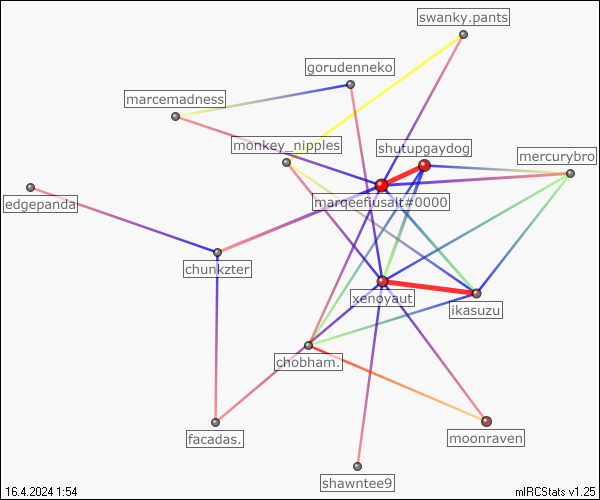 swanky.pants
gorudenneko
marcemadness
monkey_nipples
shutupgaydog
mercurybro
marqeefiusalt#0000
edgepanda
chunkzter
xenoyaut
ikasuzu
chobham.
facadas.
moonraven
shawntee9
16.4.2024 1:54
mIRCStats v1.25